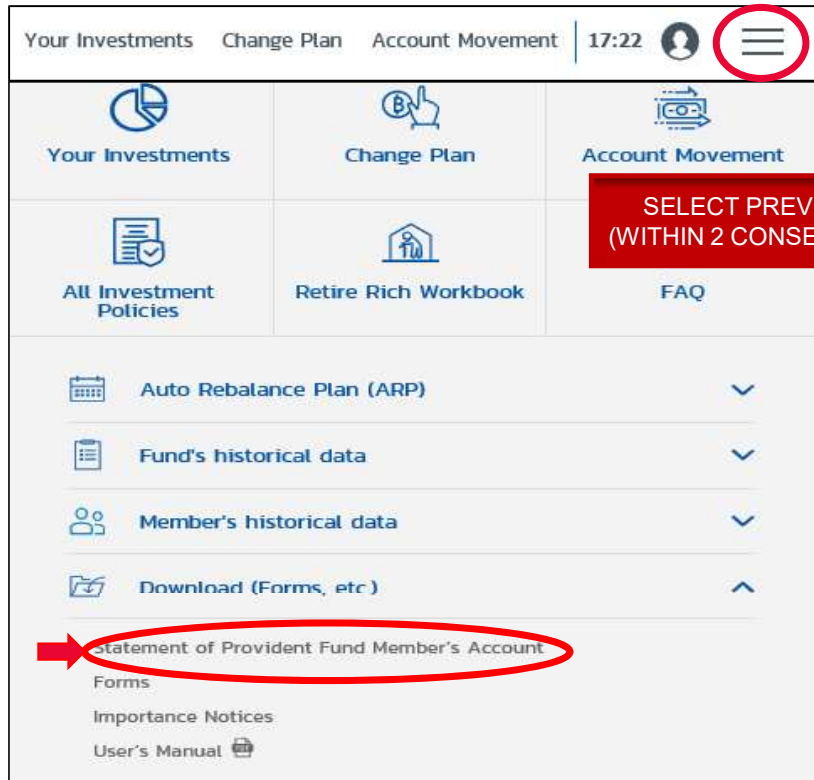 Your Investments Change Plan Account Movement 17:22
Your Investments Change Plan Account Movement
SELECT PREV
(WITHIN 2 CONSE
All Investment
Policies
Retire Rich Workbook
FAQ
Auto Rebalance Plan (ARP)
Fund's historical data
Member's historical data
Download (Forms, etc)
Statement of Provident Fund Member's Account
Forms
Importance Notices
User's Manual